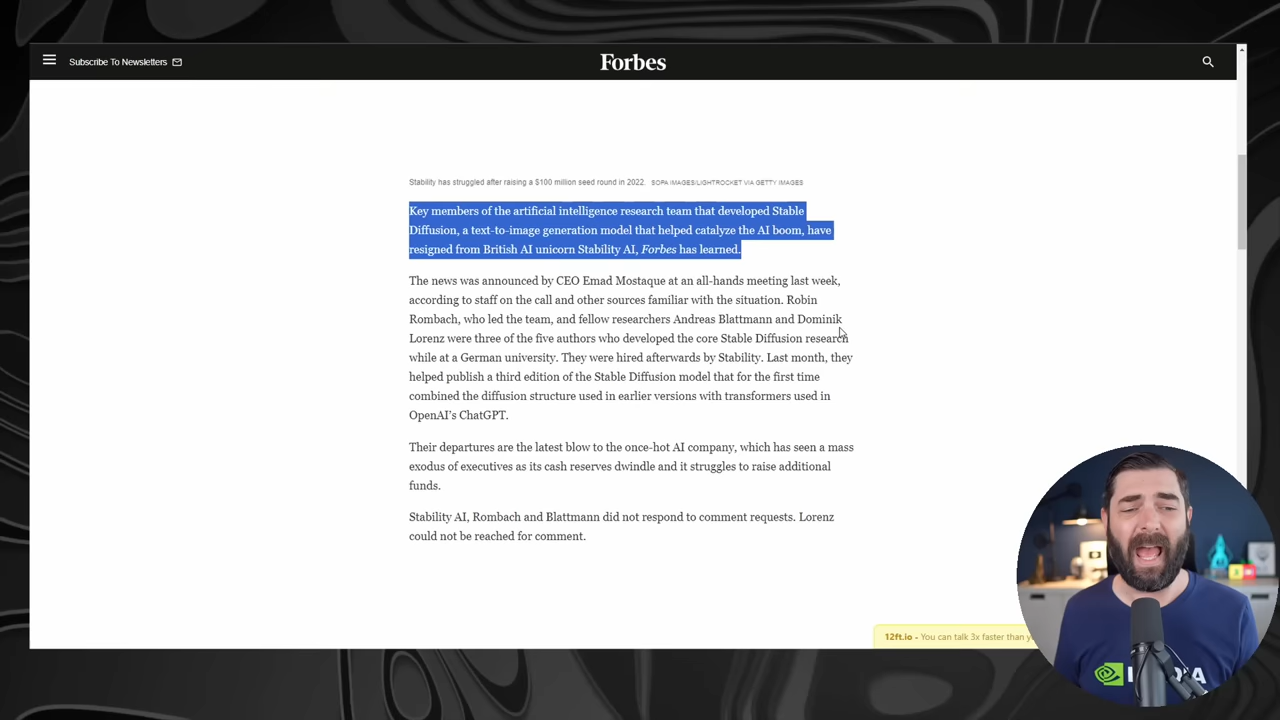 Subscribe To Newsletters
Forbes
Stability has struggled after raising a $100 million seed round in 2022. SOPA IMAGES/LIGHTROCKET VIA GETTY IMAGES
Key members of the artificial intelligence research team that developed Stable
Diffusion, a text-to-image generation model that helped catalyze the AI boom, have
resigned from British AI unicorn Stability AI, Forbes has learned.
The news was announced by CEO Emad Mostaque at an all-hands meeting last week,
according to staff on the call and other sources familiar with the situation. Robin
Rombach, who led the team, and fellow researchers Andreas Blattmann and Dominik
Lorenz were three of the five authors who developed the core Stable Diffusion research
while at a German university. They were hired afterwards by Stability. Last month, they
helped publish a third edition of the Stable Diffusion model that for the first time
combined the diffusion structure used in earlier versions with transformers used in
OpenAI's ChatGPT.
Their departures are the latest blow to the once-hot AI company, which has seen a mass
exodus of executives as its cash reserves dwindle and it struggles to raise additional
funds.
Stability AI, Rombach and Blattmann did not respond to comment requests. Lorenz
could not be reached for comment.
12ft.io - You can talk 3x faster than